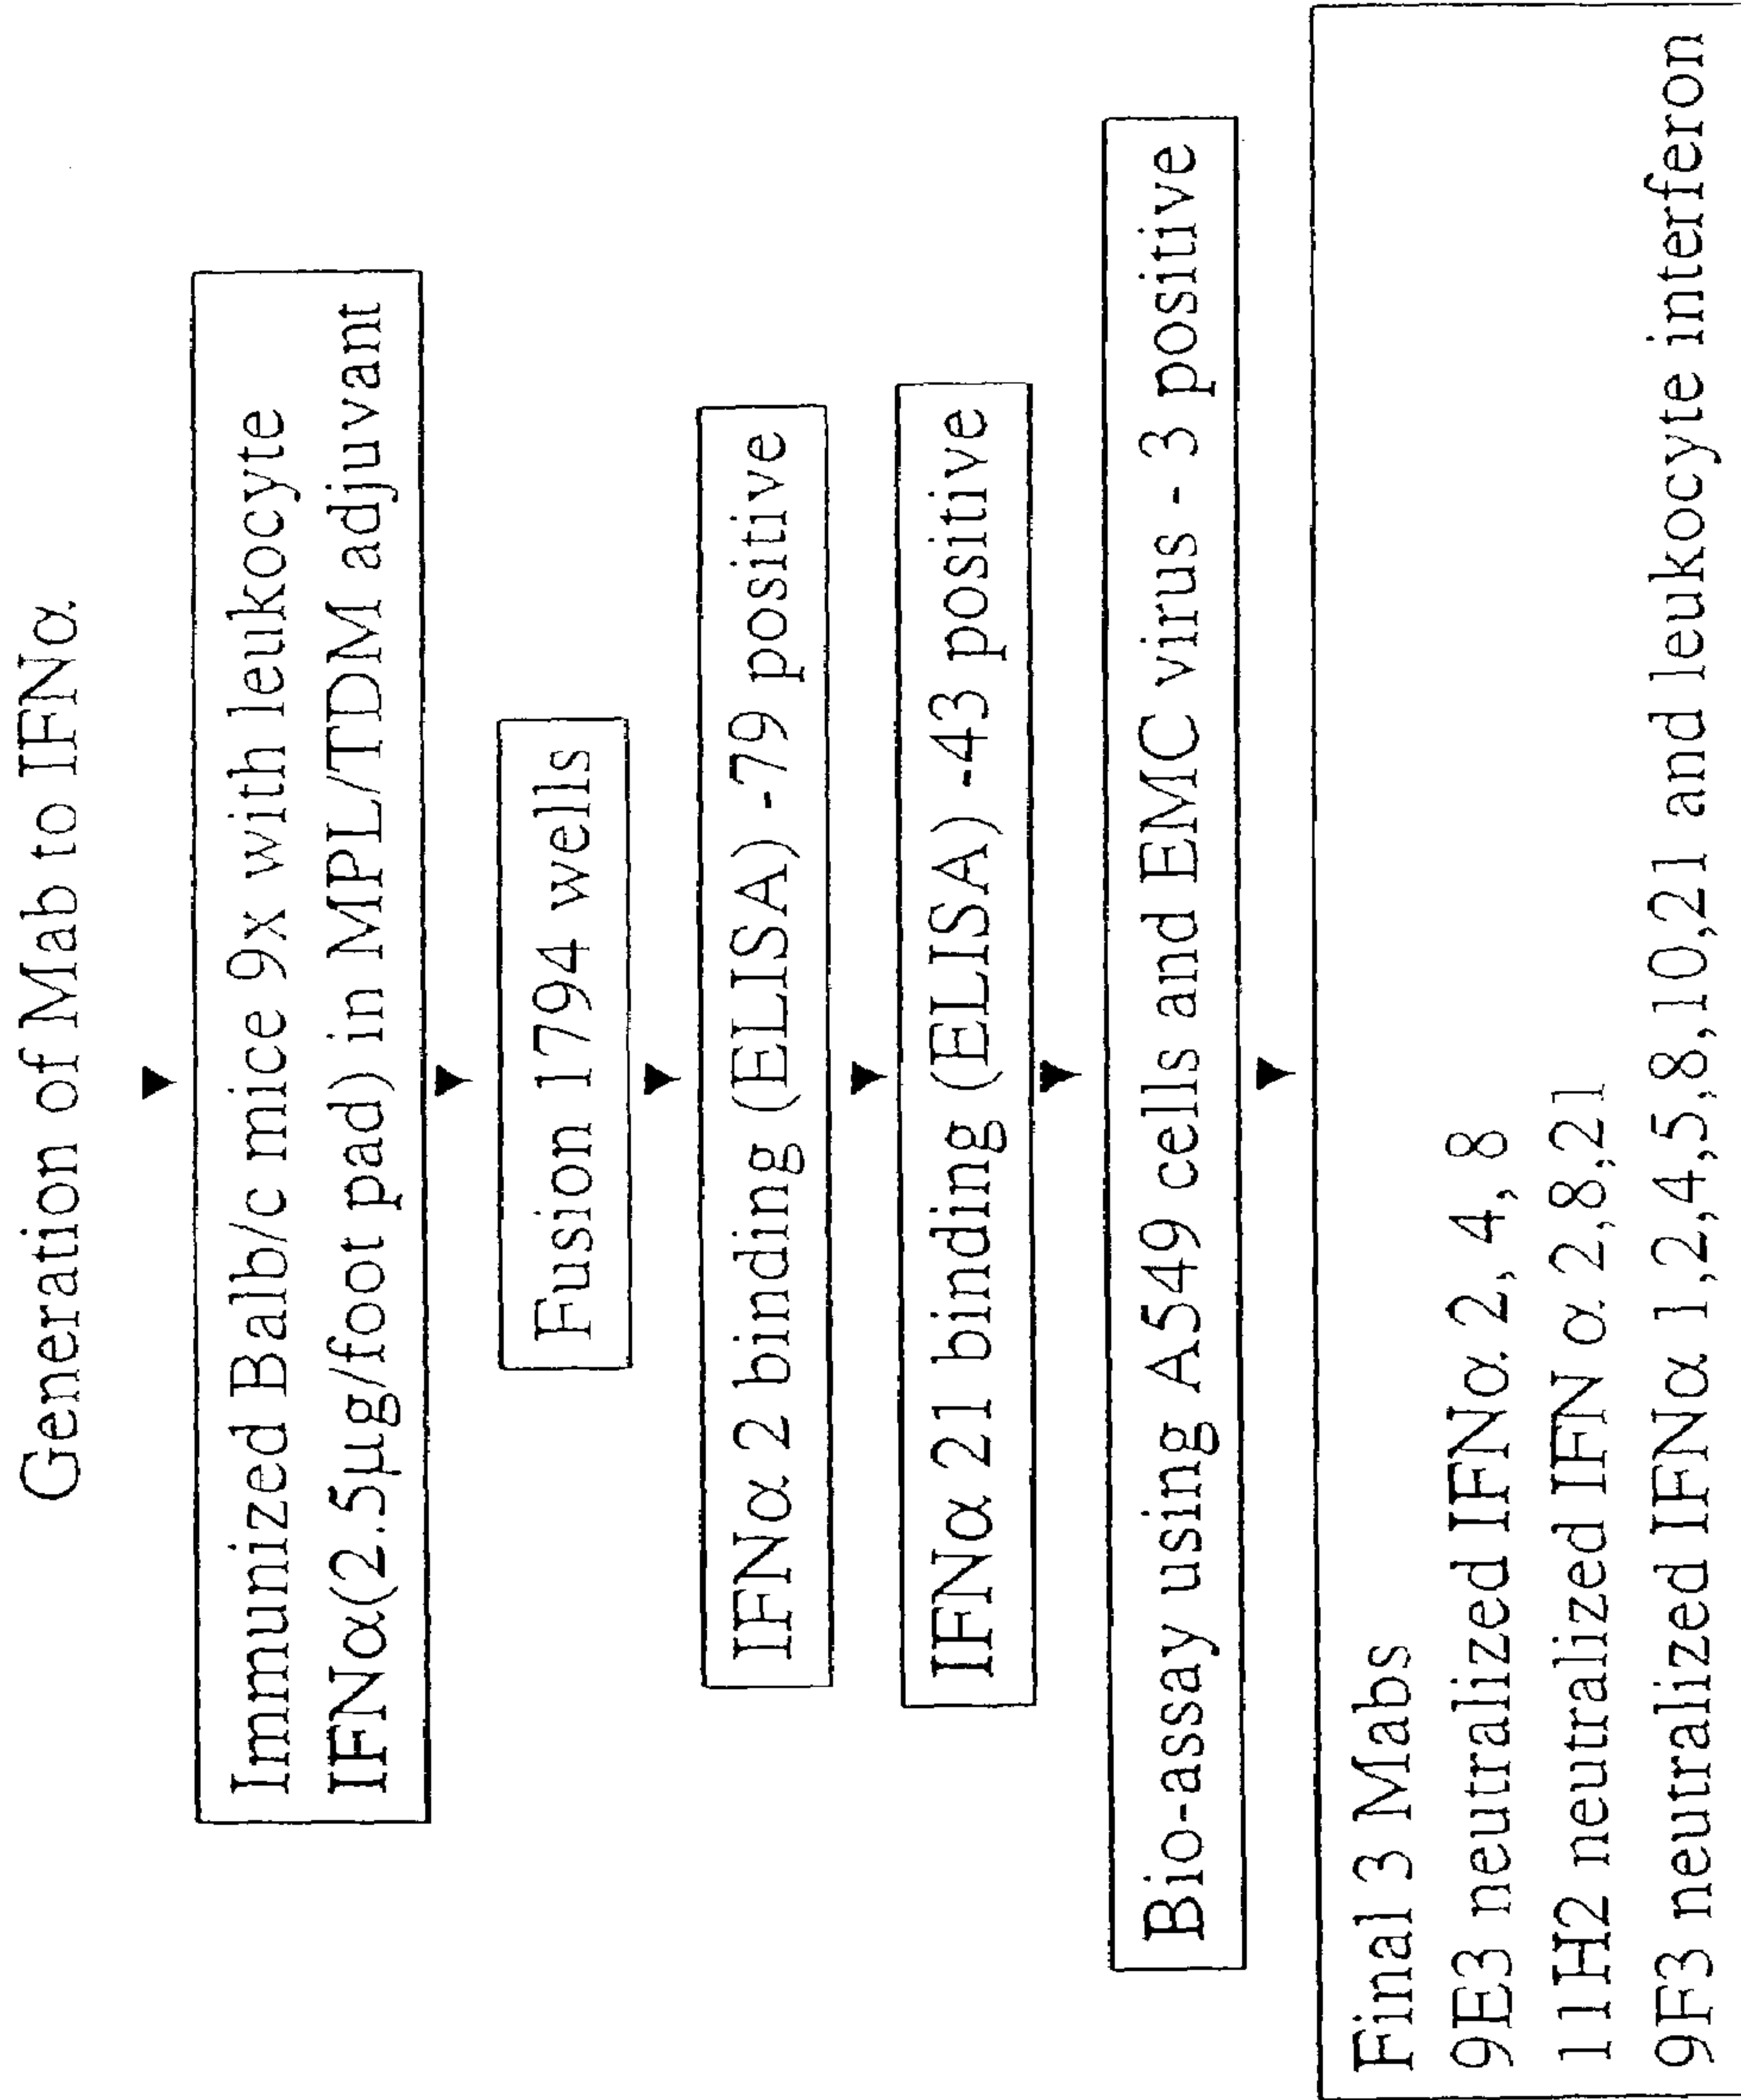 Generation of Mab to IFNα
Immunized Balb/c mice 9x with leukocyte
IFNα(2.5µg/foot pad) in MPL/TDM adjuvant
Fusion 1794 wells
IFNα 2 binding (ELISA) -79 positive
IFNα 21 binding (ELISA) -43 positive
Bio-assay using A549 cells and EMC virus - 3 positive
Final 3 Mabs
9E3 neutralized IFNα 2, 4, 8
11H2 neutralized IFN α 2,8,21
9F3 neutralized IFNα 1,2,4,5,8,10,21 and leukocyte interferon